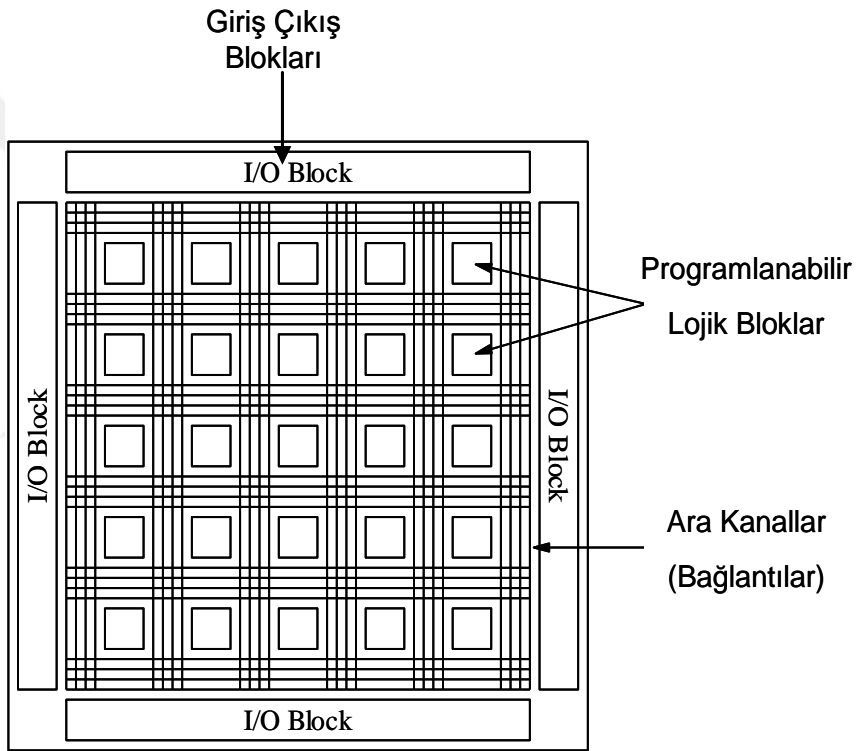 Giriş Çıkış
Blokları
I/O Block
Programlanabilir
Lojik Bloklar
I/O Block
I/O Block
Ara Kanallar
(Bağlantılar)
I/O Block